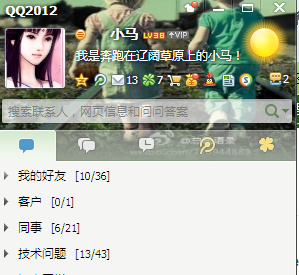 QQ2012
小马 LV38 VIP
我是奔跑在辽阔草原上的小马！
13 7 2
搜索联系人，网页信息和问问答案
我的好友 [10/36]
客户 [0/1]
同事 [6/21]
技术问题 [13/43]